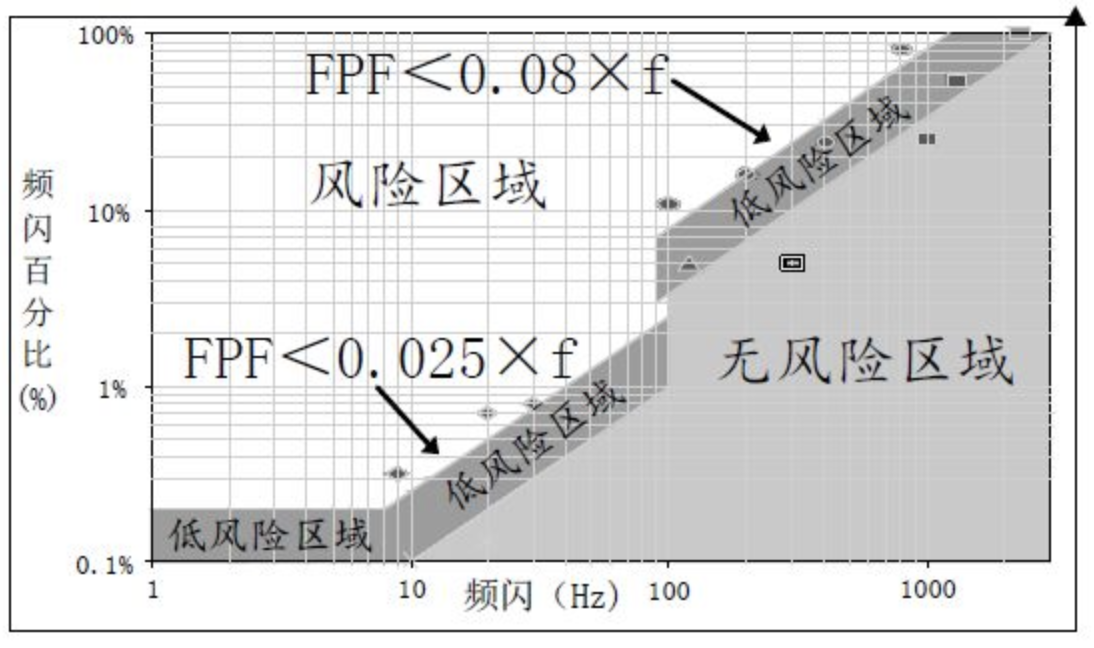 100%
FPF<0.08×f
风险区域
低风险区域
10%
频闪百分比(%)
FPF<0.025×f
无风险区域
1%
低风险区域
低风险区域
0.1%
1
10
频闪（Hz）
100
1000